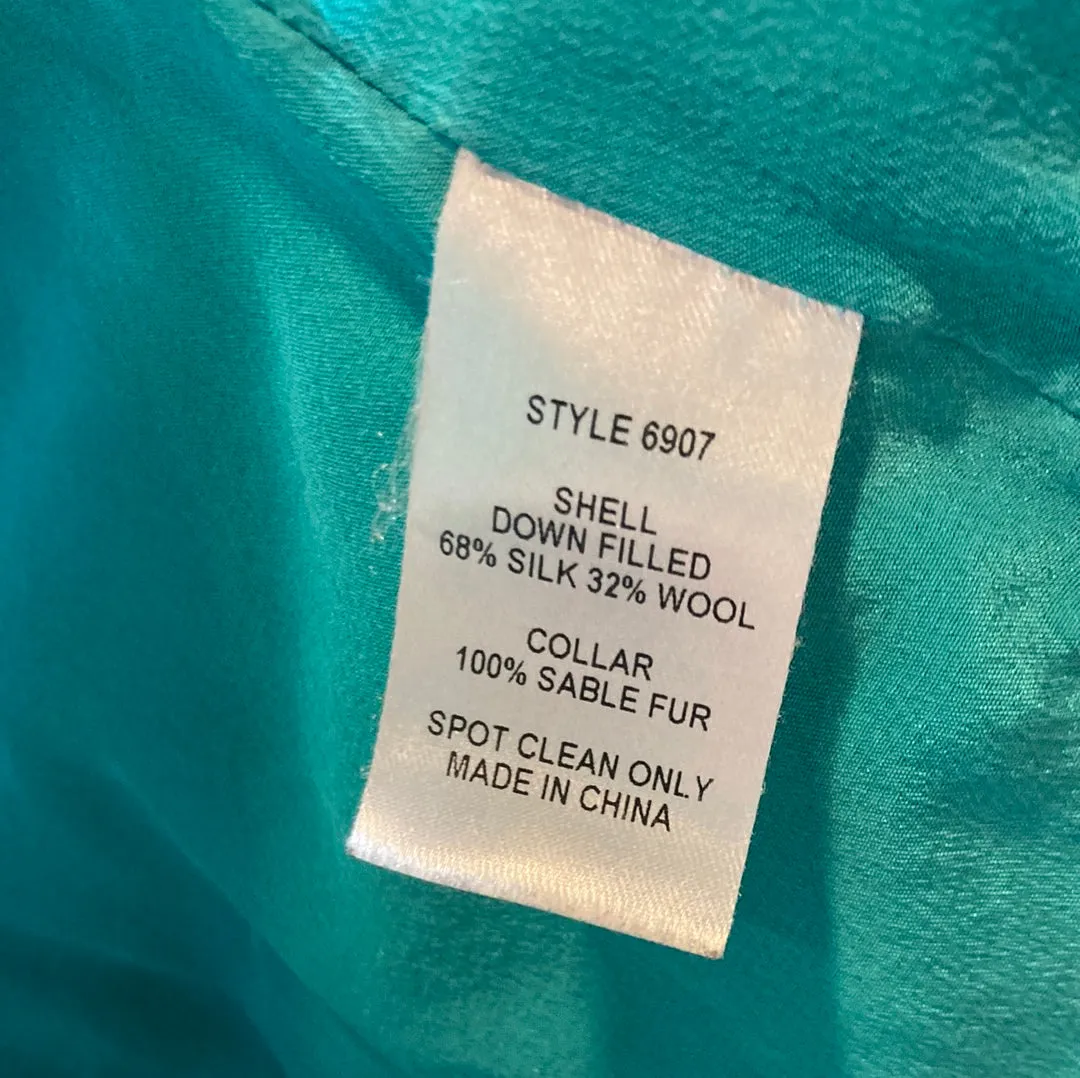 STYLE 6907
SHELL
DOWN FILLED
68% SILK 32% WOOL
COLLAR
100% SABLE FUR
SPOT CLEAN ONLY
MADE IN CHINA